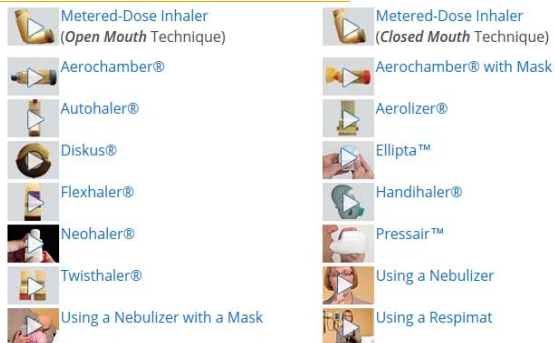 Metered-Dose Inhaler
(Open Mouth Technique)
Metered-Dose Inhaler
(Closed Mouth Technique)
Aerochamber®
Aerochamber® with Mask
Autohaler®
Aerolizer®
Diskus®
Ellipta™
Flexhaler®
Handihaler®
Neohaler®
Pressair™
Twisthaler®
Using a Nebulizer
Using a Nebulizer with a Mask
Using a Respimat